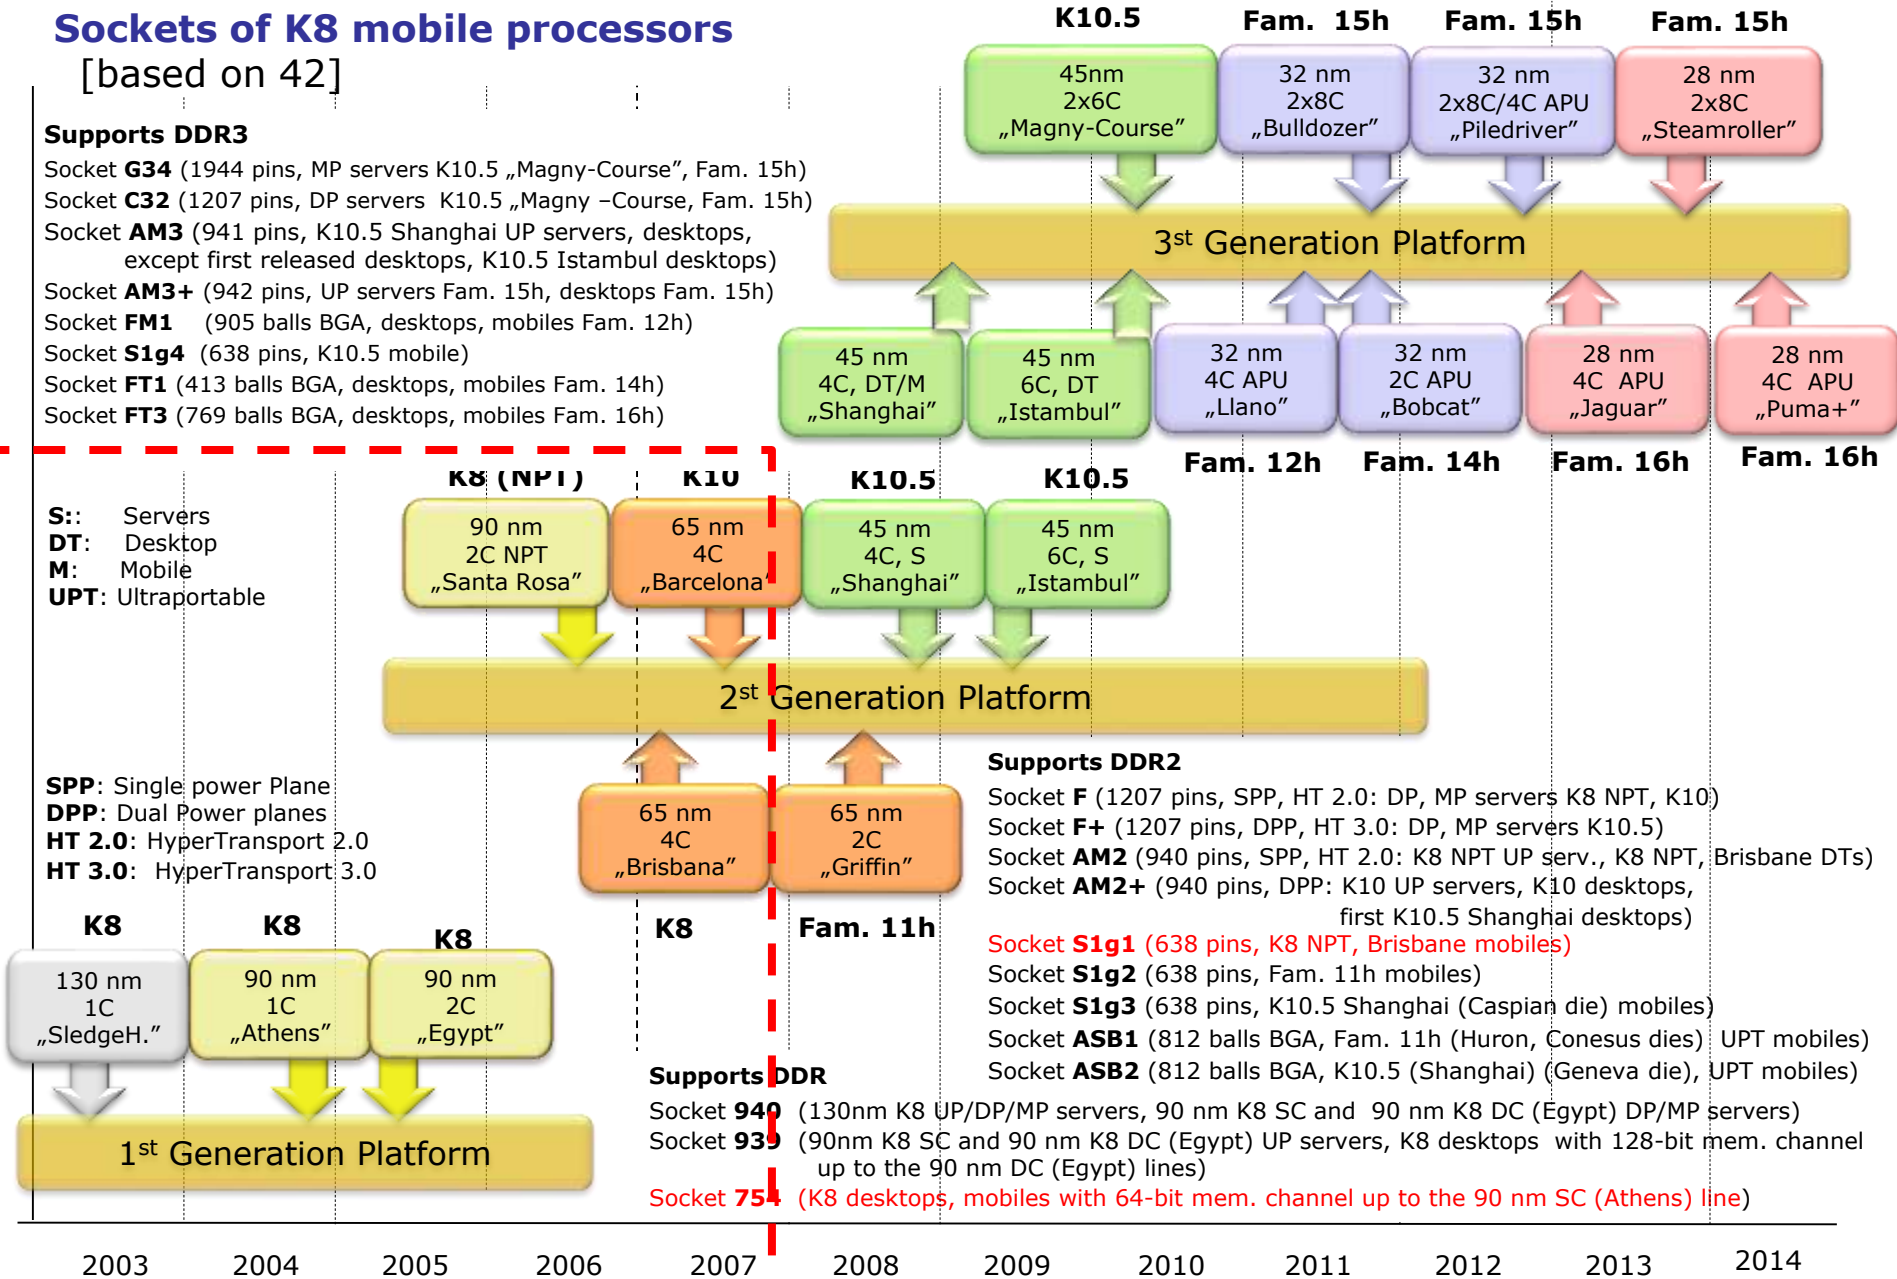 Sockets of K8 mobile processors
[based on 42]
K10.5
Fam. 15h
Fam. 15h
Fam. 15h
45nm
2x6C
„Magny-Course”
32 nm
2x8C
„Bulldozer”
32 nm
2x8C/4C APU
„Piledriver”
28 nm
2x8C
„Steamroller”
Supports DDR3
Socket G34 (1944 pins, MP servers K10.5 „Magny-Course”, Fam. 15h)
Socket C32 (1207 pins, DP servers K10.5 „Magny –Course, Fam. 15h)
Socket AM3 (941 pins, K10.5 Shanghai UP servers, desktops,
except first released desktops, K10.5 Istambul desktops)
Socket AM3+ (942 pins, UP servers Fam. 15h, desktops Fam. 15h)
Socket FM1 (905 balls BGA, desktops, mobiles Fam. 12h)
Socket S1g4 (638 pins, K10.5 mobile)
Socket FT1 (413 balls BGA, desktops, mobiles Fam. 14h)
Socket FT3 (769 balls BGA, desktops, mobiles Fam. 16h)
3st Generation Platform
45 nm
4C, DT/M
„Shanghai”
45 nm
6C, DT
„Istambul”
32 nm
4C APU
„Llano”
32 nm
2C APU
„Bobcat”
28 nm
4C APU
„Jaguar”
28 nm
4C APU
„Puma+”
Fam. 12h
Fam. 14h
Fam. 16h
Fam. 16h
K8 (NPT)
K10
K10.5
K10.5
S:: Servers
DT: Desktop
M: Mobile
UPT: Ultraportable
90 nm
2C NPT
„Santa Rosa”
65 nm
4C
„Barcelona”
45 nm
4C, S
„Shanghai”
45 nm
6C, S
„Istambul”
2st Generation Platform
SPP: Single power Plane
DPP: Dual Power planes
HT 2.0: HyperTransport 2.0
HT 3.0: HyperTransport 3.0
65 nm
4C
„Brisbana”
65 nm
2C
„Griffin”
K8
Fam. 11h
Supports DDR2
Socket F (1207 pins, SPP, HT 2.0: DP, MP servers K8 NPT, K10)
Socket F+ (1207 pins, DPP, HT 3.0: DP, MP servers K10.5)
Socket AM2 (940 pins, SPP, HT 2.0: K8 NPT UP serv., K8 NPT, Brisbane DTs)
Socket AM2+ (940 pins, DPP: K10 UP servers, K10 desktops,
first K10.5 Shanghai desktops)
Socket S1g1 (638 pins, K8 NPT, Brisbane mobiles)
Socket S1g2 (638 pins, Fam. 11h mobiles)
Socket S1g3 (638 pins, K10.5 Shanghai (Caspian die) mobiles)
Socket ASB1 (812 balls BGA, Fam. 11h (Huron, Conesus dies) UPT mobiles)
Socket ASB2 (812 balls BGA, K10.5 (Shanghai) (Geneva die), UPT mobiles)
K8
K8
K8
130 nm
1C
„SledgeH.”
90 nm
1C
„Athens”
90 nm
2C
„Egypt”
1st Generation Platform
Supports DDR
Socket 940 (130nm K8 UP/DP/MP servers, 90 nm K8 SC and 90 nm K8 DC (Egypt) DP/MP servers)
Socket 939 (90nm K8 SC and 90 nm K8 DC (Egypt) UP servers, K8 desktops with 128-bit mem. channel
up to the 90 nm DC (Egypt) lines)
Socket 754 (K8 desktops, mobiles with 64-bit mem. channel up to the 90 nm SC (Athens) line)
2003 2004 2005 2006 2007 2008 2009 2010 2011 2012 2013 2014